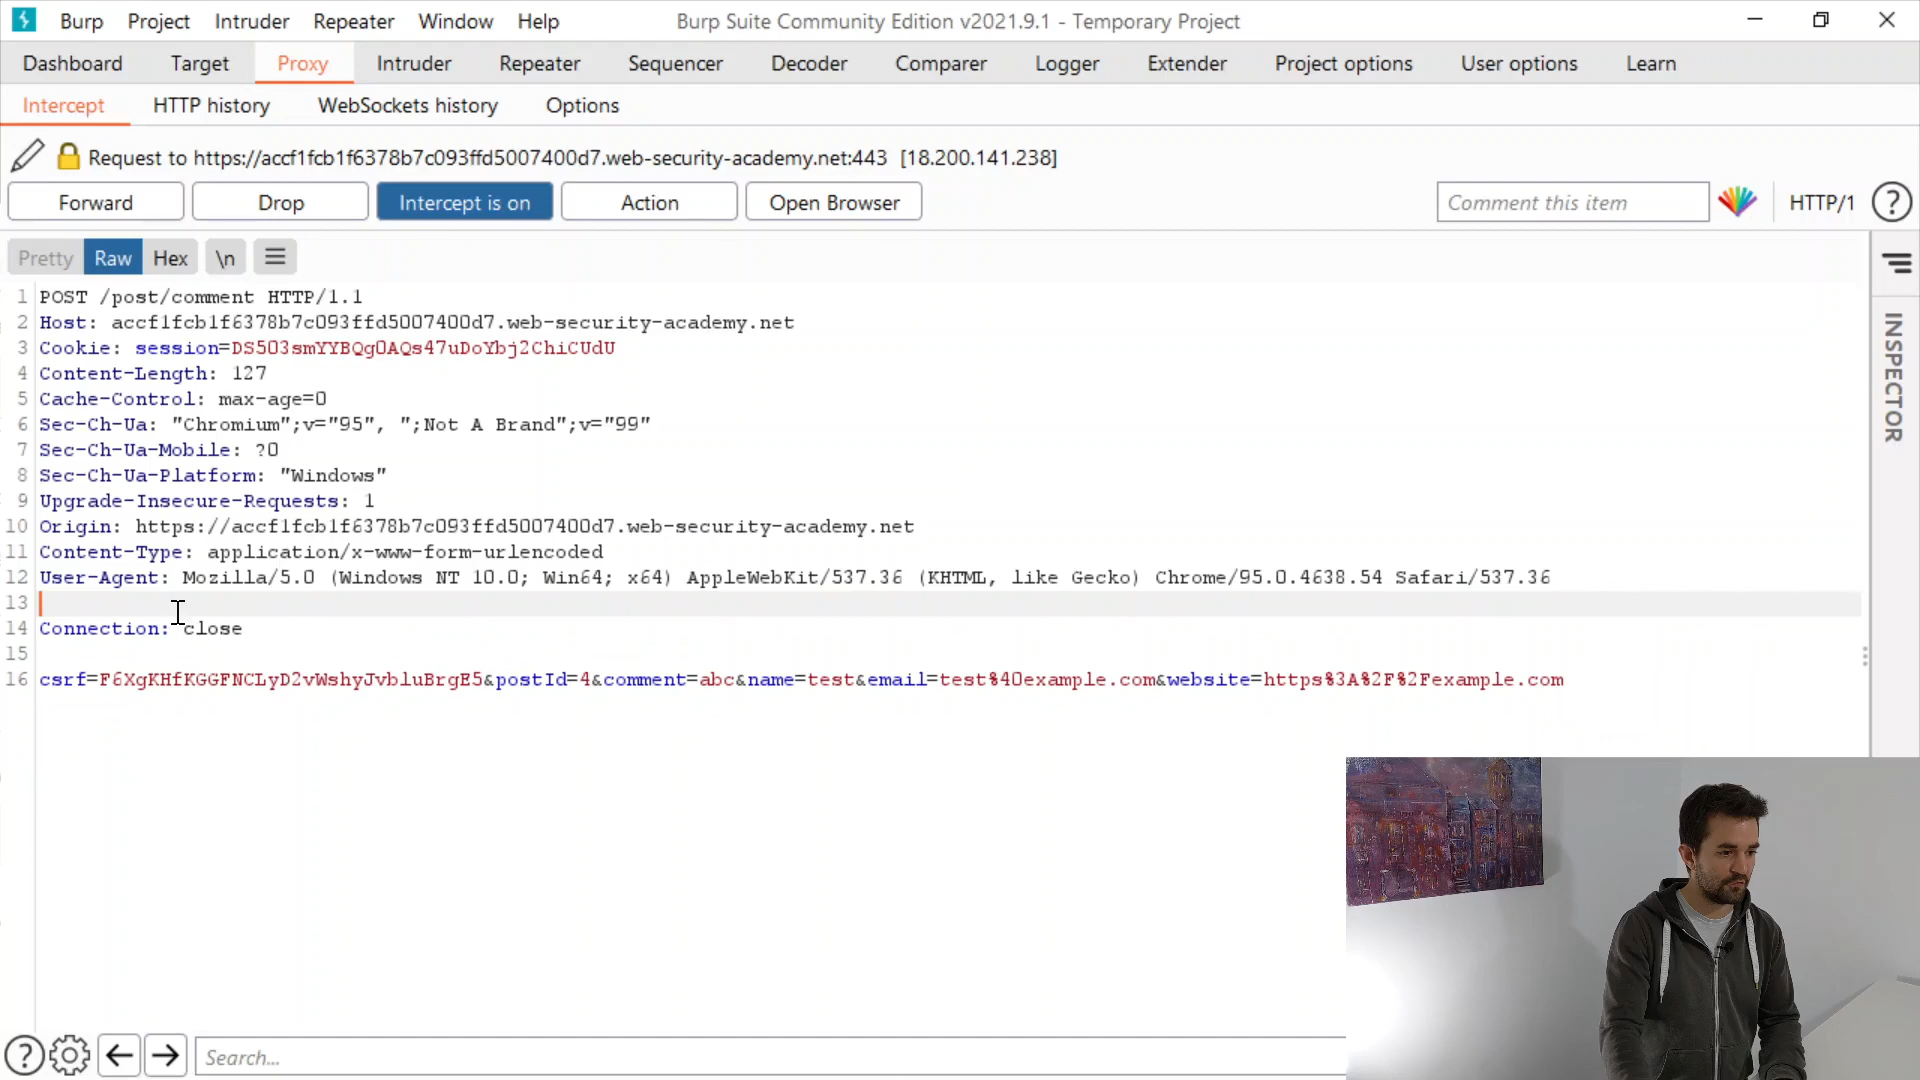 Burp Project Intruder Repeater Window Help Burp Suite Community Edition v2021.9.1 - Temporary Project
Dashboard Target Proxy Intruder Repeater Sequencer Decoder Comparer Logger Extender Project options User options Learn
Intercept HTTP history WebSockets history Options
Request to https://accf1fcb1f6378b7c093ffd5007400d7.web-security-academy.net:443 [18.200.141.238]
Forward Drop Intercept is on Action Open Browser Comment this item HTTP/1 ?
Pretty Raw Hex \n
1 POST /post/comment HTTP/1.1
2 Host: accf1fcb1f6378b7c093ffd5007400d7.web-security-academy.net
3 Cookie: session=DS5O3smYYBQgOAQs47uDoYbj2ChiCUdU
4 Content-Length: 127
5 Cache-Control: max-age=0
6 Sec-Ch-Ua: "Chromium";v="95", ";Not A Brand";v="99"
7 Sec-Ch-Ua-Mobile: ?0
8 Sec-Ch-Ua-Platform: "Windows"
9 Upgrade-Insecure-Requests: 1
10 Origin: https://accf1fcb1f6378b7c093ffd5007400d7.web-security-academy.net
11 Content-Type: application/x-www-form-urlencoded
12 User-Agent: Mozilla/5.0 (Windows NT 10.0; Win64; x64) AppleWebKit/537.36 (KHTML, like Gecko) Chrome/95.0.4638.54 Safari/537.36
13
14 Connection: close
15
16 csrf=F6XgKHfKGGFNCLyD2vWshyJvbluBrgE5&postId=4&comment=abc&name=test&email=test%40example.com&website=https%3A%2F%2Fexample.com
INSPECTOR
? Search...